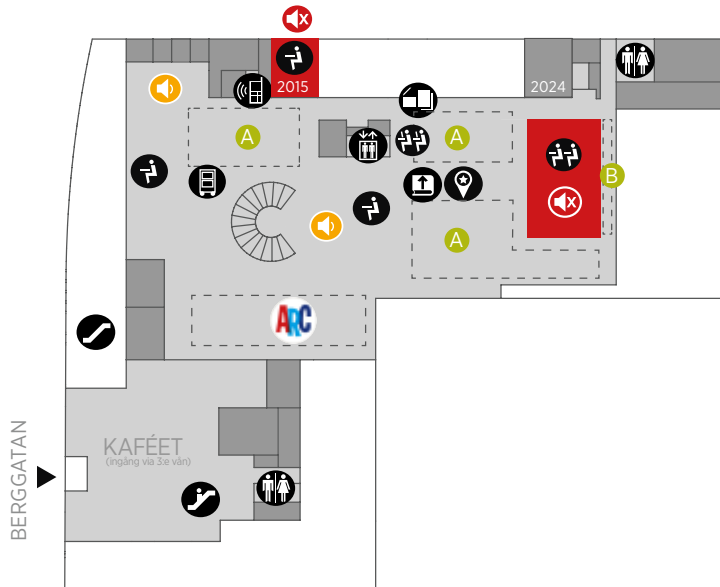 2015
2024
A
A
B
A
ARC
KAFÉET
(ingång via 3:e vån)
BERGGATAN